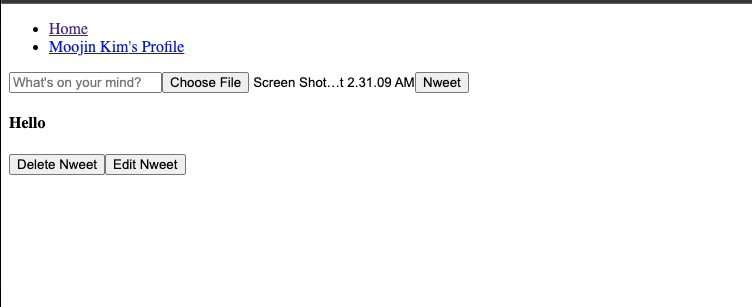 Home
Moojin Kim's Profile
What's on your mind? Choose File Screen Shot…t 2.31.09 AM Nweet
Hello
Delete Nweet Edit Nweet